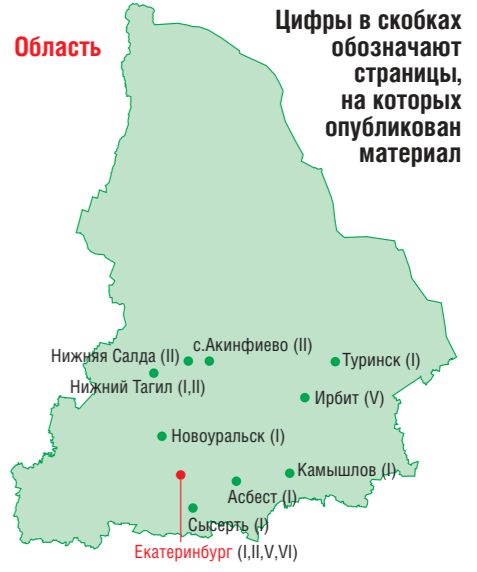 Область
Цифры в скобках
обозначают
страницы,
на которых
опубликован
материал
Нижняя Салда (II)
с.Акинфиево (II)
Туринск (I)
Нижний Тагил (I,II)
Ирбит (V)
Новоуральск (I)
Камышлов (I)
Асбест (I)
Сысерть (I)
Екатеринбург (I,II,V,VI)